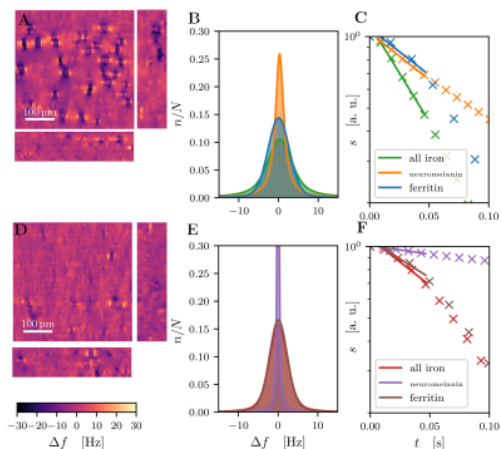 A
100 μm
B
n/N
0.30
0.25
0.20
0.15
0.10
0.05
0.00
−10 0 10
C
s [a. u.]
10⁰
all iron
neuromelanin
ferritin
0.00 0.05 0.10
D
100 μm
E
n/N
0.30
0.25
0.20
0.15
0.10
0.05
0.00
−10 0 10
Δf [Hz]
F
s [a. u.]
10⁰
all iron
neuromelanin
ferritin
0.00 0.05 0.10
t [s]
−30 −20 −10 0 10 20 30
Δf [Hz]